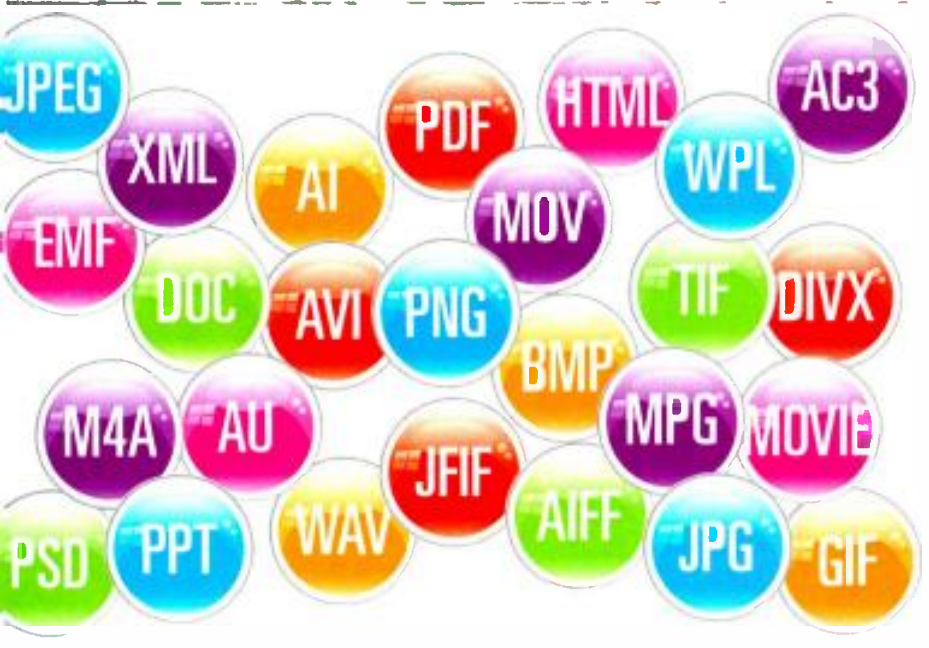 JPEG
XML
AI
PDF
HTML
AC3
WPL
EMF
DOC
AVI
PNG
MOV
TIF
DIVX
BMP
M4A
AU
JFIF
MPG
MOVIE
PSD
PPT
WAV
AIFF
JPG
GIF